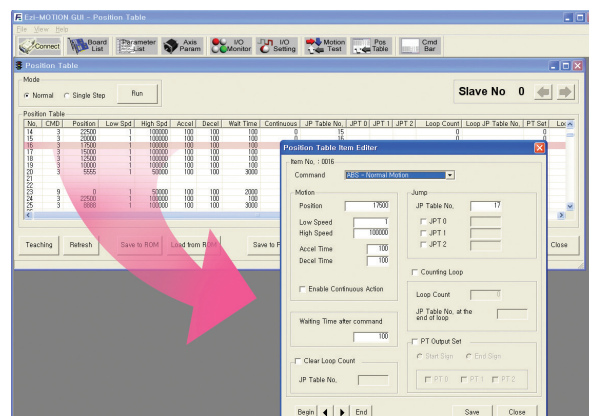 Ezi-MOTION GUI - Position Table
File View Help
Connect Board List Parameter List Axis Param I/O Monitor I/O Setting Motion Test Pos Table Cmd Bar
Position Table
Mode
Normal Single Step Run
Slave No 0
Position Table
No, CMD Position Low Spd High Spd Accel Decel Wait Time Continuous JP Table No, JPT 0 JPT 1 JPT 2 Loop Count Loop JP Table No, PT Set
14 3 22500 1 100000 100 100 100 0 15 0 0
15 3 20000 1 100000 100 100 100 0 16 0 0
16 3 17500 1 100000 100 100 100
17 3 15000 1 100000 100 100 100
18 3 12500 1 100000 100 100 100
19 3 10000 1 100000 100 100 100
20 3 5555 1 50000 100 100 3000
21
22
23 9 0 1 50000 100 100 2000
24 3 22500 1 100000 100 100 100
25 3 8888 1 100000 100 100 3000
Teaching Refresh Save to ROM Load from ROM Save to F Close
Position Table Item Editor
Item No, : 0016
Command ABS - Normal Motion
Motion
Position 17500
Low Speed 1
High Speed 100000
Accel Time 100
Decel Time 100
Enable Continuous Action
Waiting Time after command
100
Clear Loop Count
JP Table No,
Jump
JP Table No, 17
JPT 0
JPT 1
JPT 2
Counting Loop
Loop Count 0
JP Table No, at the end of loop
PT Output Set
Start Sign End Sign
PT 0 PT 1 PT 2
Begin End Save Close